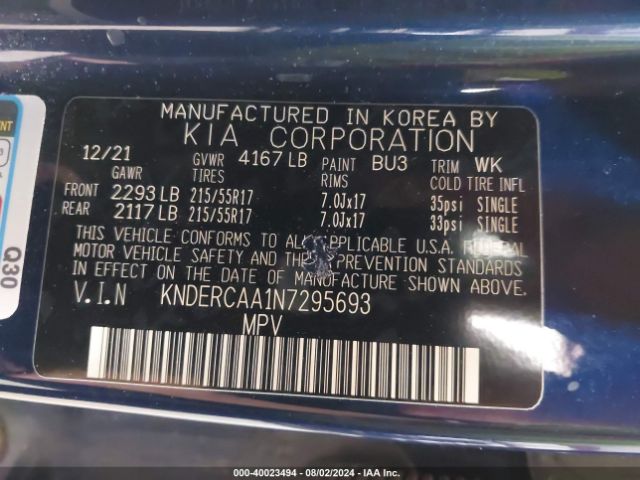 MANUFACTURED IN KOREA BY
KIA CORPORATION
12/21 GVWR 4167 LB PAINT BU3 TRIM WK
GAWR TIRES RIMS COLD TIRE INFL
FRONT 2293 LB 215/55R17 7.0Jx17 35psi SINGLE
REAR 2117 LB 215/55R17 7.0Jx17 33psi SINGLE
THIS VEHICLE CONFORMS TO ALL APPLICABLE U.S.A. FEDERAL
MOTOR VEHICLE SAFETY AND THEFT PREVENTION STANDARDS
IN EFFECT ON THE DATE OF MANUFACTURE SHOWN ABOVE.
V.I.N KNDERCAA1N7295693
MPV
Q30
000-40023494 - 08/02/2024 - IAA Inc.